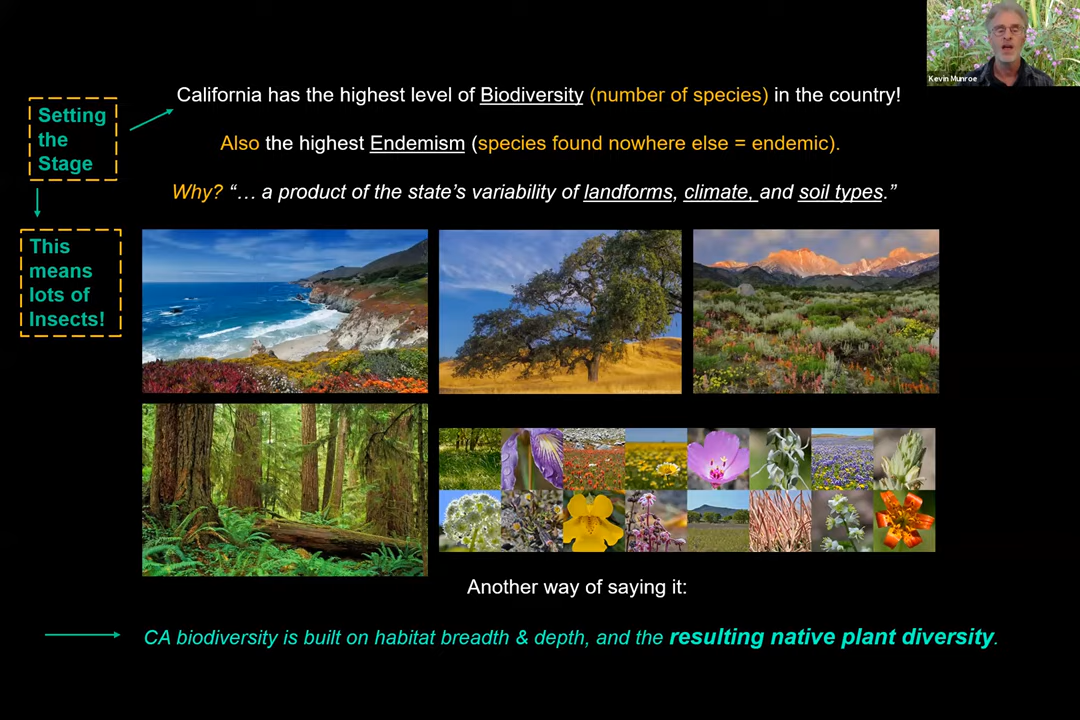 Kevin Munroe
Setting
the
Stage
California has the highest level of Biodiversity (number of species) in the country!
Also the highest Endemism (species found nowhere else = endemic).
Why? “… a product of the state’s variability of landforms, climate, and soil types.”
This
means
lots of
Insects!
Another way of saying it:
CA biodiversity is built on habitat breadth & depth, and the resulting native plant diversity.